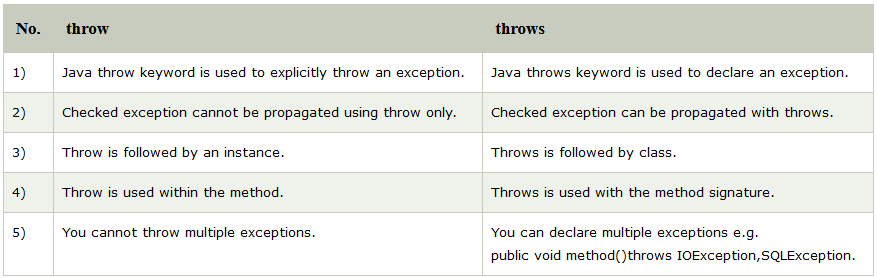 No. throw throws
1) Java throw keyword is used to explicitly throw an exception. Java throws keyword is used to declare an exception.
2) Checked exception cannot be propagated using throw only. Checked exception can be propagated with throws.
3) Throw is followed by an instance. Throws is followed by class.
4) Throw is used within the method. Throws is used with the method signature.
5) You cannot throw multiple exceptions. You can declare multiple exceptions e.g.
public void method()throws IOException,SQLException.